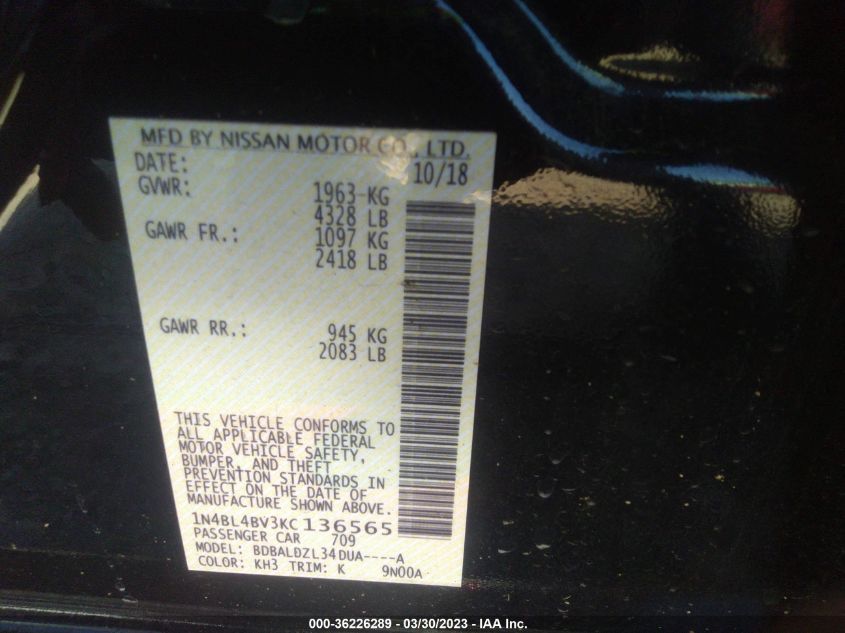 MFD BY NISSAN MOTOR CO., LTD.
DATE: 10/18
GVWR: 1963 KG
4328 LB
GAWR FR.: 1097 KG
2418 LB
GAWR RR.: 945 KG
2083 LB
THIS VEHICLE CONFORMS TO
ALL APPLICABLE FEDERAL
MOTOR VEHICLE SAFETY,
BUMPER, AND THEFT
PREVENTION STANDARDS IN
EFFECT ON THE DATE OF
MANUFACTURE SHOWN ABOVE.
1N4BL4BV3KC136565
PASSENGER CAR 709
MODEL: BDBALDZL34DUA----A
COLOR: KH3 TRIM: K 9N00A
000-36226289 - 03/30/2023 - IAA Inc.